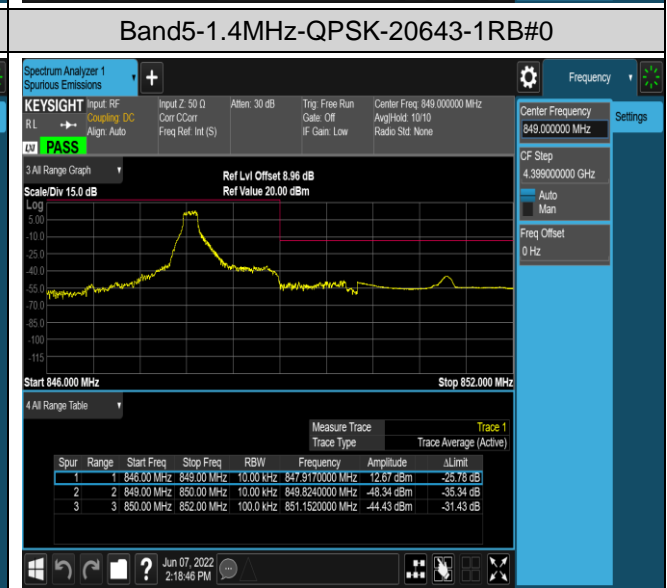 Band5-1.4MHz-QPSK-20643-1RB#0
Spectrum Analyzer 1
Spurious Emissions
Frequency
KEYSIGHT
RL
Input: RF
Coupling: DC
Align: Auto
Input Z: 50 Ω
Corr CCorr
Freq Ref: Int (S)
Atten: 30 dB
Trig: Free Run
Gate: Off
IF Gain: Low
Center Freq: 849.000000 MHz
Avg|Hold: 10/10
Radio Std: None
PASS
Center Frequency
849.000000 MHz
Settings
CF Step
4.399000000 GHz
Auto
Man
Freq Offset
0 Hz
3 All Range Graph
Ref Lvl Offset 8.96 dB
Scale/Div 15.0 dB
Ref Value 20.00 dBm
Log
5.00
-10.0
-25.0
-40.0
-55.0
-70.0
-85.0
-100
-115
Start 846.000 MHz
Stop 852.000 MHz
4 All Range Table
Measure Trace Trace 1
Trace Type Trace Average (Active)
Spur Range Start Freq Stop Freq RBW Frequency Amplitude ΔLimit
1 1 846.00 MHz 849.00 MHz 10.00 kHz 847.9170000 MHz 12.67 dBm -25.78 dB
2 2 849.00 MHz 850.00 MHz 10.00 kHz 849.8240000 MHz -48.34 dBm -35.34 dB
3 3 850.00 MHz 852.00 MHz 100.0 kHz 851.1520000 MHz -44.43 dBm -31.43 dB
Jun 07, 2022
2:18:46 PM